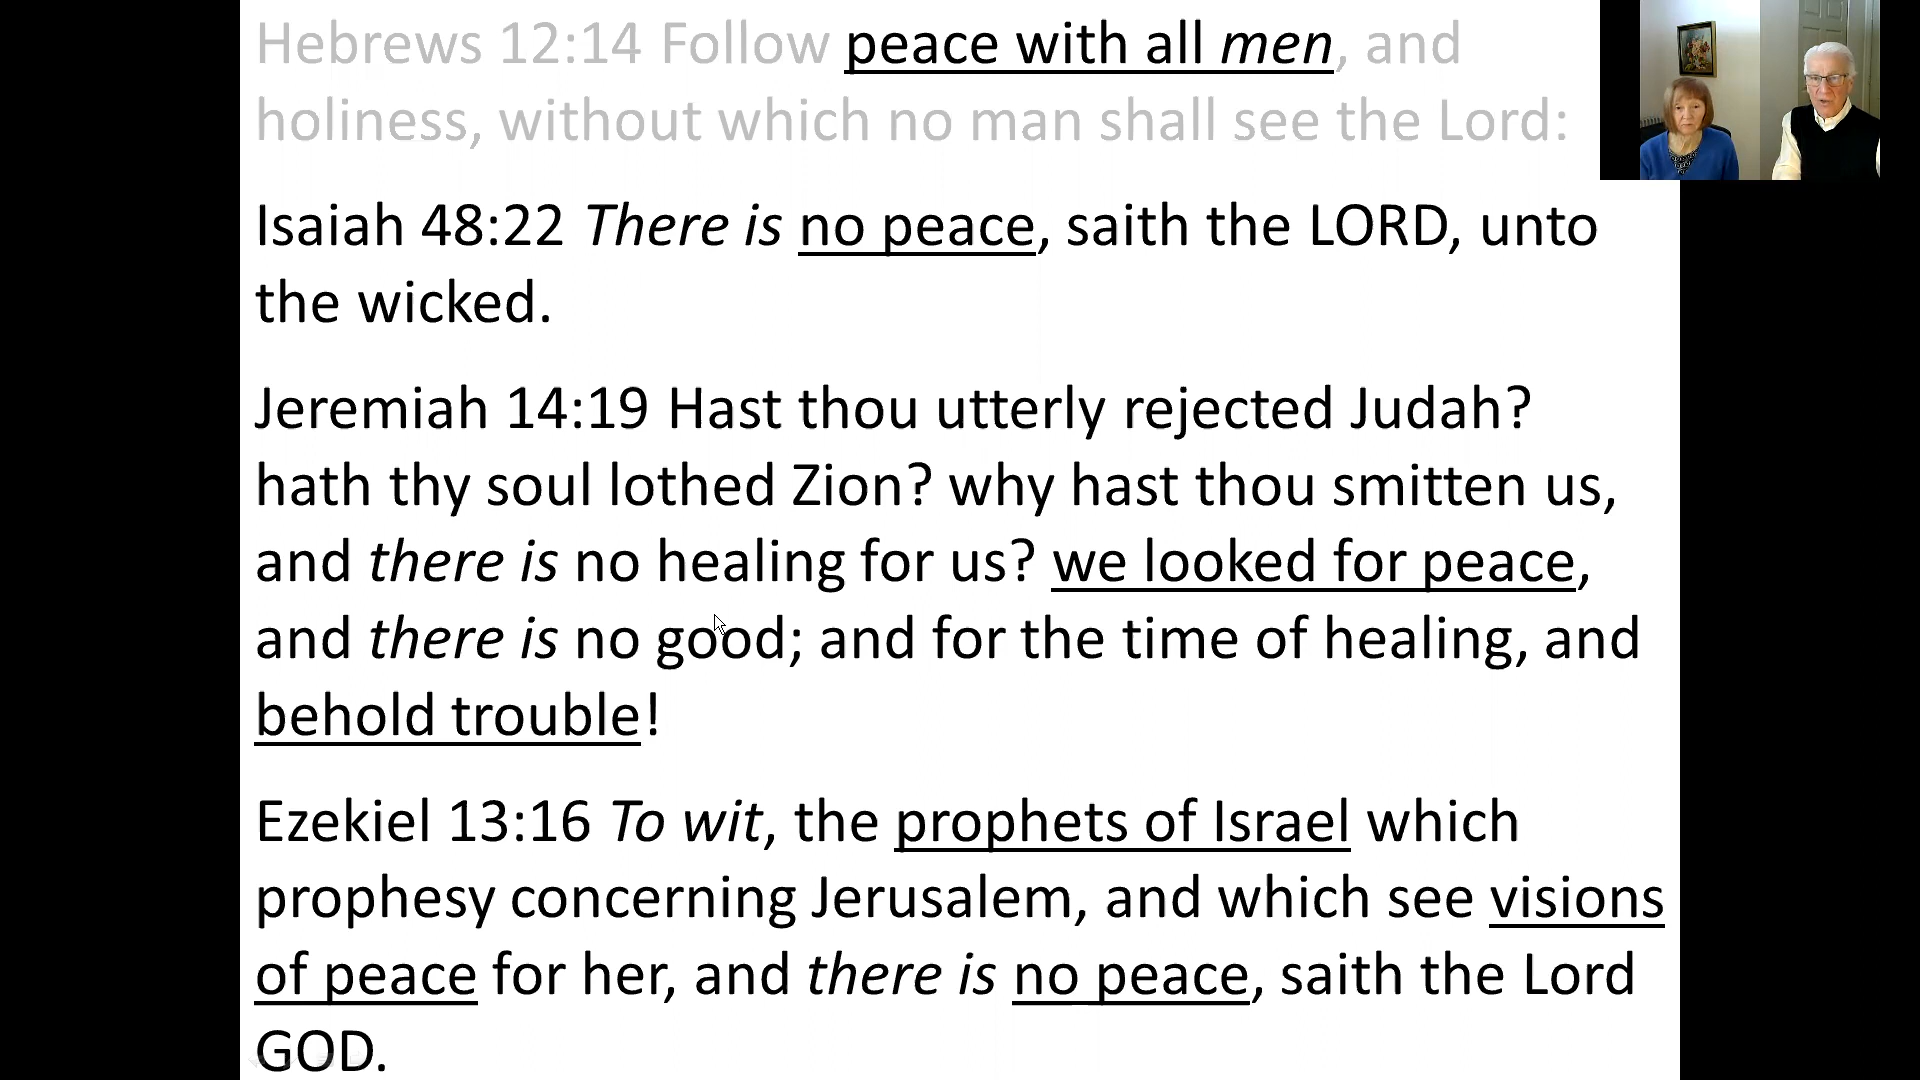 Hebrews 12:14 Follow peace with all men, and
holiness, without which no man shall see the Lord:
Isaiah 48:22 There is no peace, saith the LORD, unto
the wicked.
Jeremiah 14:19 Hast thou utterly rejected Judah?
hath thy soul lothed Zion? why hast thou smitten us,
and there is no healing for us? we looked for peace,
and there is no good; and for the time of healing, and
behold trouble!
Ezekiel 13:16 To wit, the prophets of Israel which
prophesy concerning Jerusalem, and which see visions
of peace for her, and there is no peace, saith the Lord
GOD.